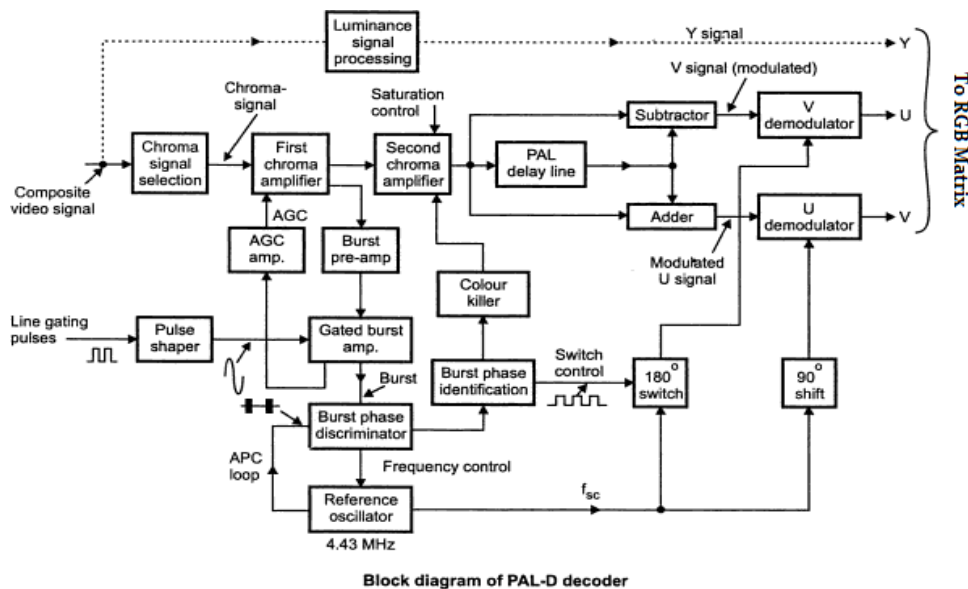 Luminance
signal
processing
Y signal
Y
V signal (modulated)
Chroma-
signal
Saturation
control
Subtractor
V
demodulator
U
Chroma
signal
selection
First
chroma
amplifier
Second
chroma
amplifier
PAL
delay line
Composite
video signal
AGC
Adder
U
demodulator
V
To RGB Matrix
AGC
amp.
Burst
pre-amp
Modulated
U signal
Colour
killer
Line gating
pulses
Pulse
shaper
Gated burst
amp.
Burst
Burst phase
identification
Switch
control
180°
switch
90°
shift
Burst phase
discriminator
APC
loop
Frequency control
Reference
oscillator
fsc
4.43 MHz
Block diagram of PAL-D decoder